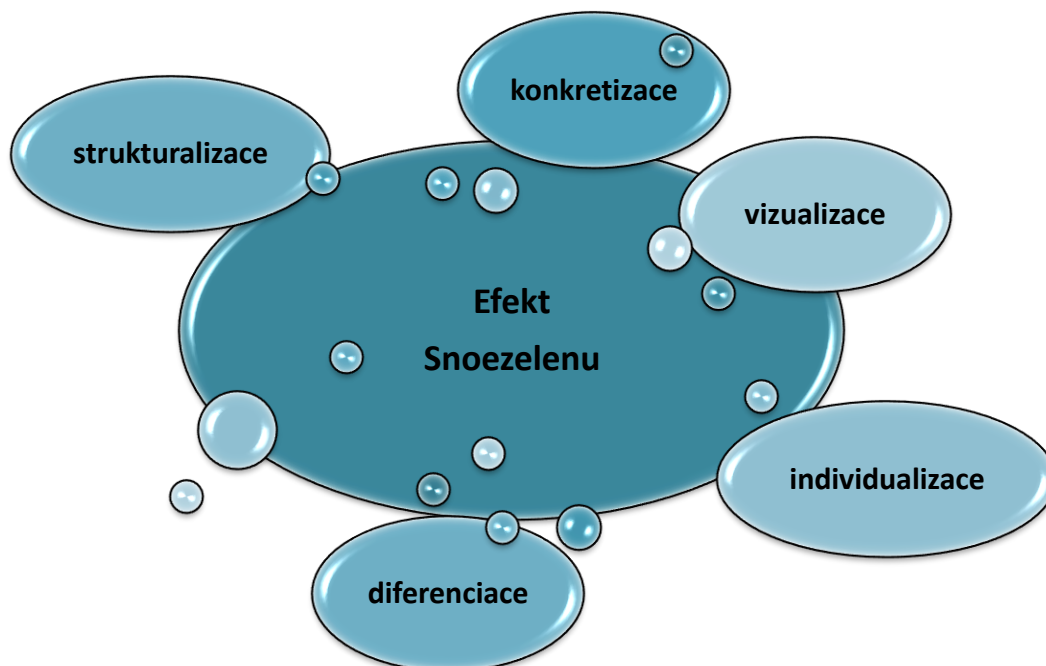 konkretizace
strukturalizace
vizualizace
Efekt
Snoezelenu
individualizace
diferenciace